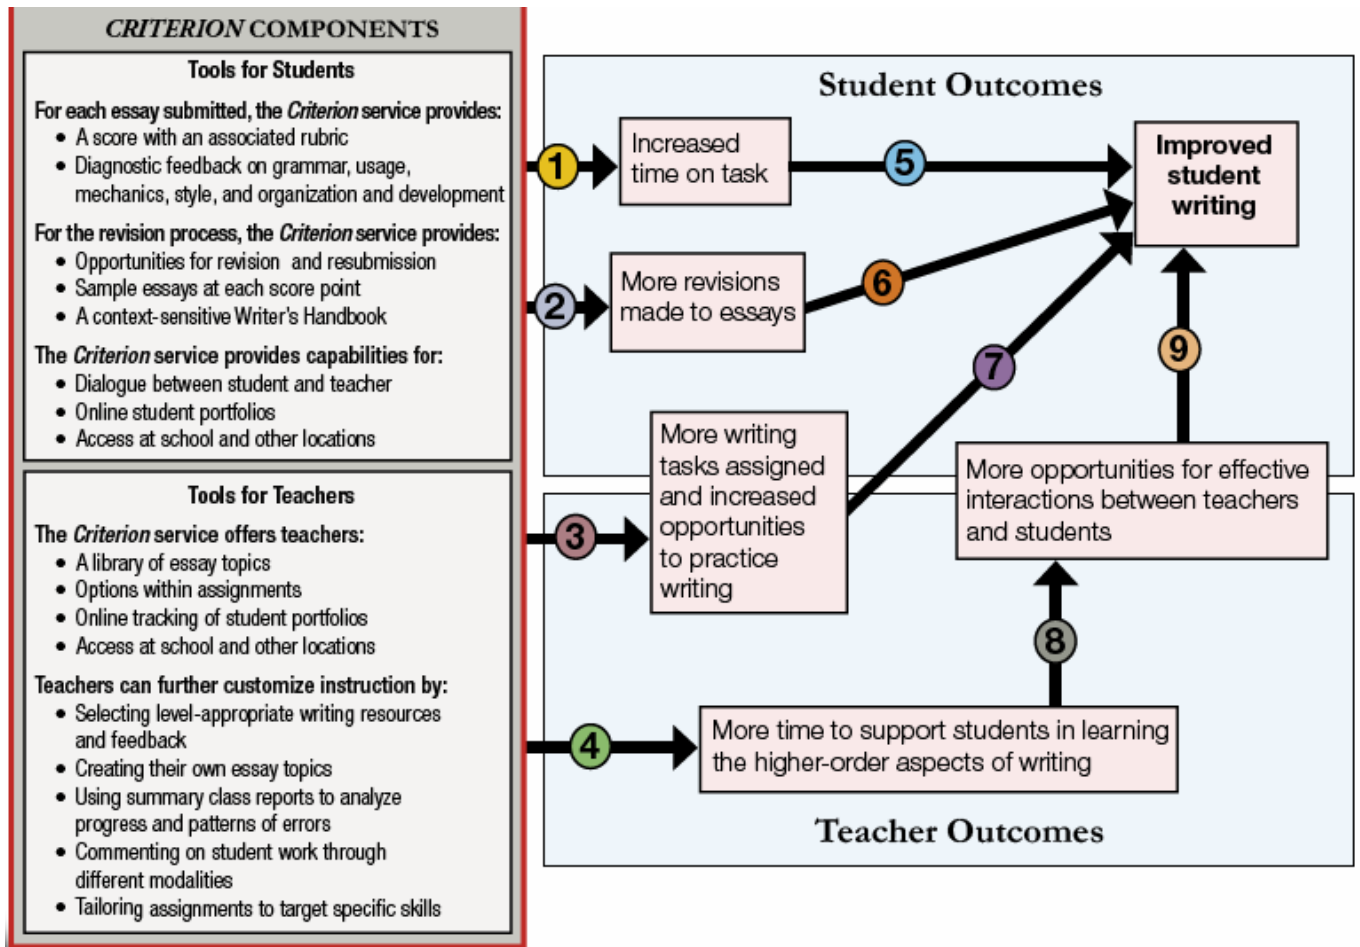 CRITERION COMPONENTS
Tools for Students
For each essay submitted, the Criterion service provides:
• A score with an associated rubric
• Diagnostic feedback on grammar, usage,
mechanics, style, and organization and development
For the revision process, the Criterion service provides:
• Opportunities for revision and resubmission
• Sample essays at each score point
• A context-sensitive Writer's Handbook
The Criterion service provides capabilities for:
• Dialogue between student and teacher
• Online student portfolios
• Access at school and other locations
Tools for Teachers
The Criterion service offers teachers:
• A library of essay topics
• Options within assignments
• Online tracking of student portfolios
• Access at school and other locations
Teachers can further customize instruction by:
• Selecting level-appropriate writing resources
and feedback
• Creating their own essay topics
• Using summary class reports to analyze
progress and patterns of errors
• Commenting on student work through
different modalities
• Tailoring assignments to target specific skills
Student Outcomes
1
Increased
time on task
5
Improved
student
writing
2
More revisions
made to essays
6
7
9
3
More writing
tasks assigned
and increased
opportunities
to practice
writing
More opportunities for effective
interactions between teachers
and students
8
4
More time to support students in learning
the higher-order aspects of writing
Teacher Outcomes